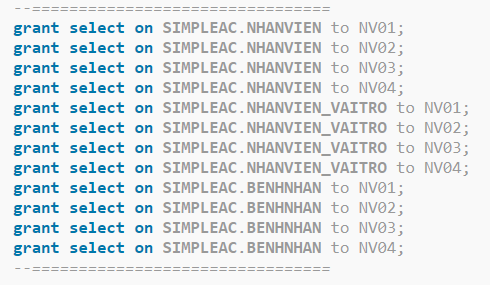 --================================
grant select on SIMPLEAC.NHANVIEN to NV01;
grant select on SIMPLEAC.NHANVIEN to NV02;
grant select on SIMPLEAC.NHANVIEN to NV03;
grant select on SIMPLEAC.NHANVIEN to NV04;
grant select on SIMPLEAC.NHANVIEN_VAITRO to NV01;
grant select on SIMPLEAC.NHANVIEN_VAITRO to NV02;
grant select on SIMPLEAC.NHANVIEN_VAITRO to NV03;
grant select on SIMPLEAC.NHANVIEN_VAITRO to NV04;
grant select on SIMPLEAC.BENHNHAN to NV01;
grant select on SIMPLEAC.BENHNHAN to NV02;
grant select on SIMPLEAC.BENHNHAN to NV03;
grant select on SIMPLEAC.BENHNHAN to NV04;
--================================